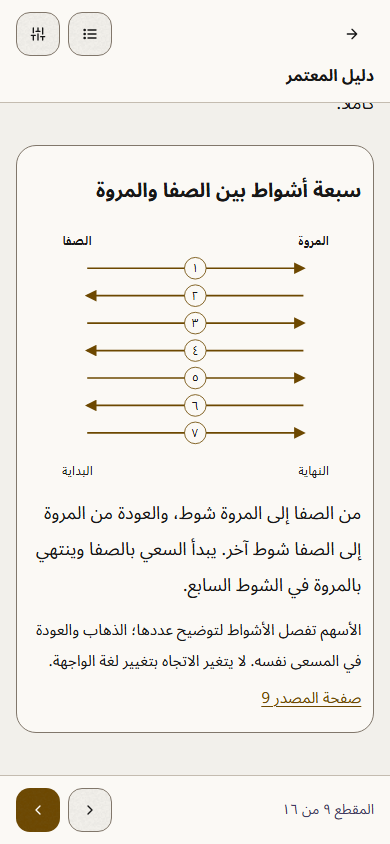 دليل المعتمر
كاملا.
سبعة أشواط بين الصفا والمروة
المروة
الصفا
١
٢
٣
٤
٥
٦
٧
النهاية
البداية
من الصفا إلى المروة شوط، والعودة من المروة
إلى الصفا شوط آخر. يبدأ السعي بالصفا وينتهي
بالمروة في الشوط السابع.
الأسهم تفصل الأشواط لتوضيح عددها؛ الذهاب والعودة
في المسعى نفسه. لا يتغير الاتجاه بتغيير لغة الواجهة.
صفحة المصدر 9
المقطع ٩ من ١٦